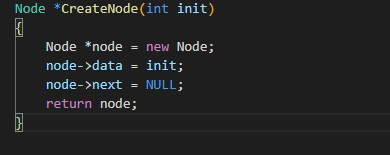 Node *CreateNode(int init)
{
    Node *node = new Node;
    node->data = init;
    node->next = NULL;
    return node;
}